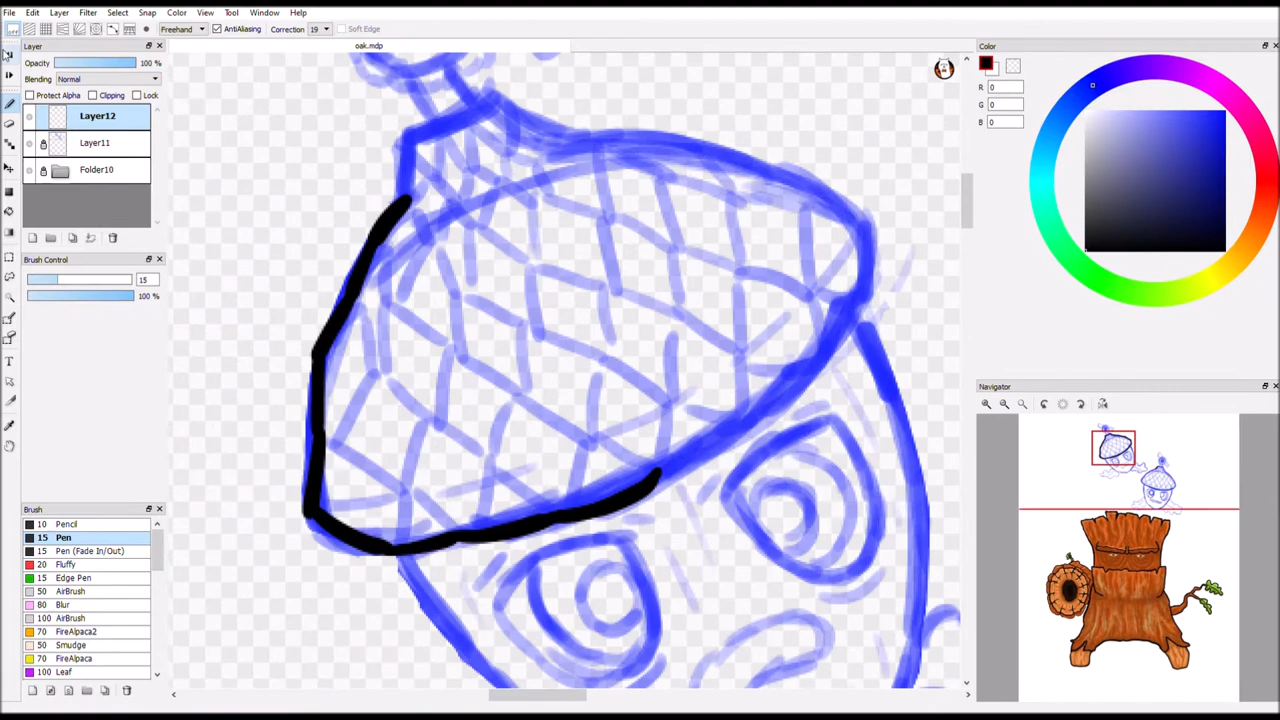 File Edit Layer Filter Select Snap Color View Tool Window Help
OFF Freehand AntiAliasing Correction 19 Soft Edge
Layer
oak.mdp
Color
Opacity 100 %
Blending Normal
Protect Alpha Clipping Lock
R 0
G 0
B 0
Layer12
Layer11
Folder10
Brush Control
15
100 %
Navigator
Brush
10 Pencil
15 Pen
15 Pen (Fade In/Out)
20 Fluffy
15 Edge Pen
50 AirBrush
80 Blur
100 AirBrush
70 FireAlpaca2
50 Smudge
70 FireAlpaca
100 Leaf